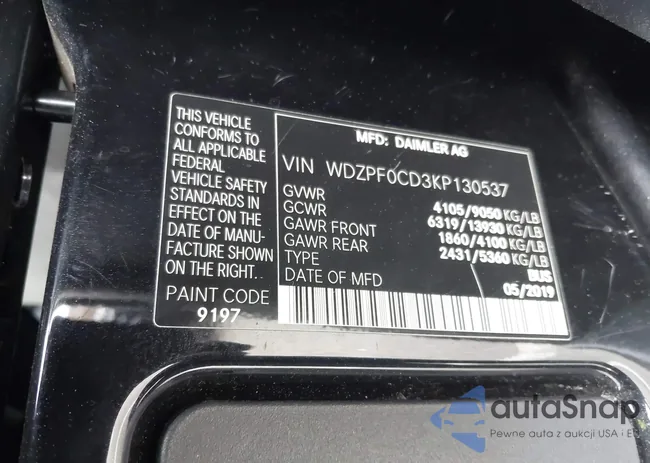 THIS VEHICLE
CONFORMS TO
ALL APPLICABLE
FEDERAL
VEHICLE SAFETY
STANDARDS IN
EFFECT ON THE
DATE OF MANU-
FACTURE SHOWN
ON THE RIGHT..
PAINT CODE
9197
MFD: DAIMLER AG
VIN WDZPF0CD3KP130537
GVWR 4105/9050 KG/LB
GCWR 6319/13930 KG/LB
GAWR FRONT 1860/4100 KG/LB
GAWR REAR 2431/5360 KG/LB
TYPE BUS
DATE OF MFD 05/2019
autaSnap
Pewne auta z aukcji USA i EU